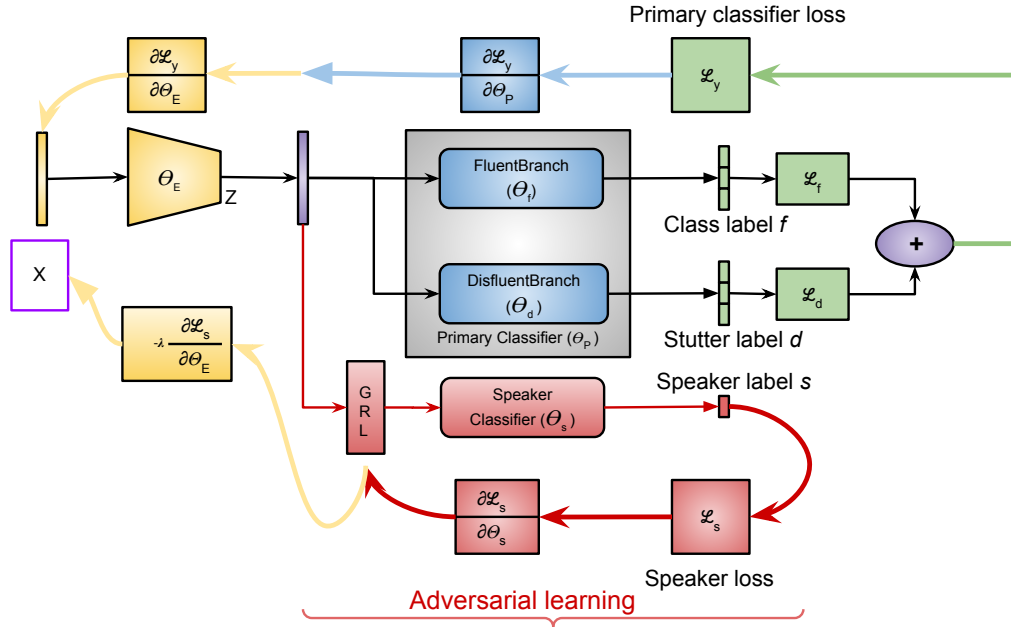 Primary classifier loss
∂ℒy
∂ΘE
∂ℒy
∂ΘP
ℒy
ΘE
Z
FluentBranch
(Θf)
ℒf
Class label f
+
X
DisfluentBranch
(Θd)
ℒd
Primary Classifier (ΘP)
Stutter label d
-λ ∂ℒs
∂ΘE
G
R
L
Speaker
Classifier (Θs)
Speaker label s
∂ℒs
∂Θs
ℒs
Speaker loss
Adversarial learning